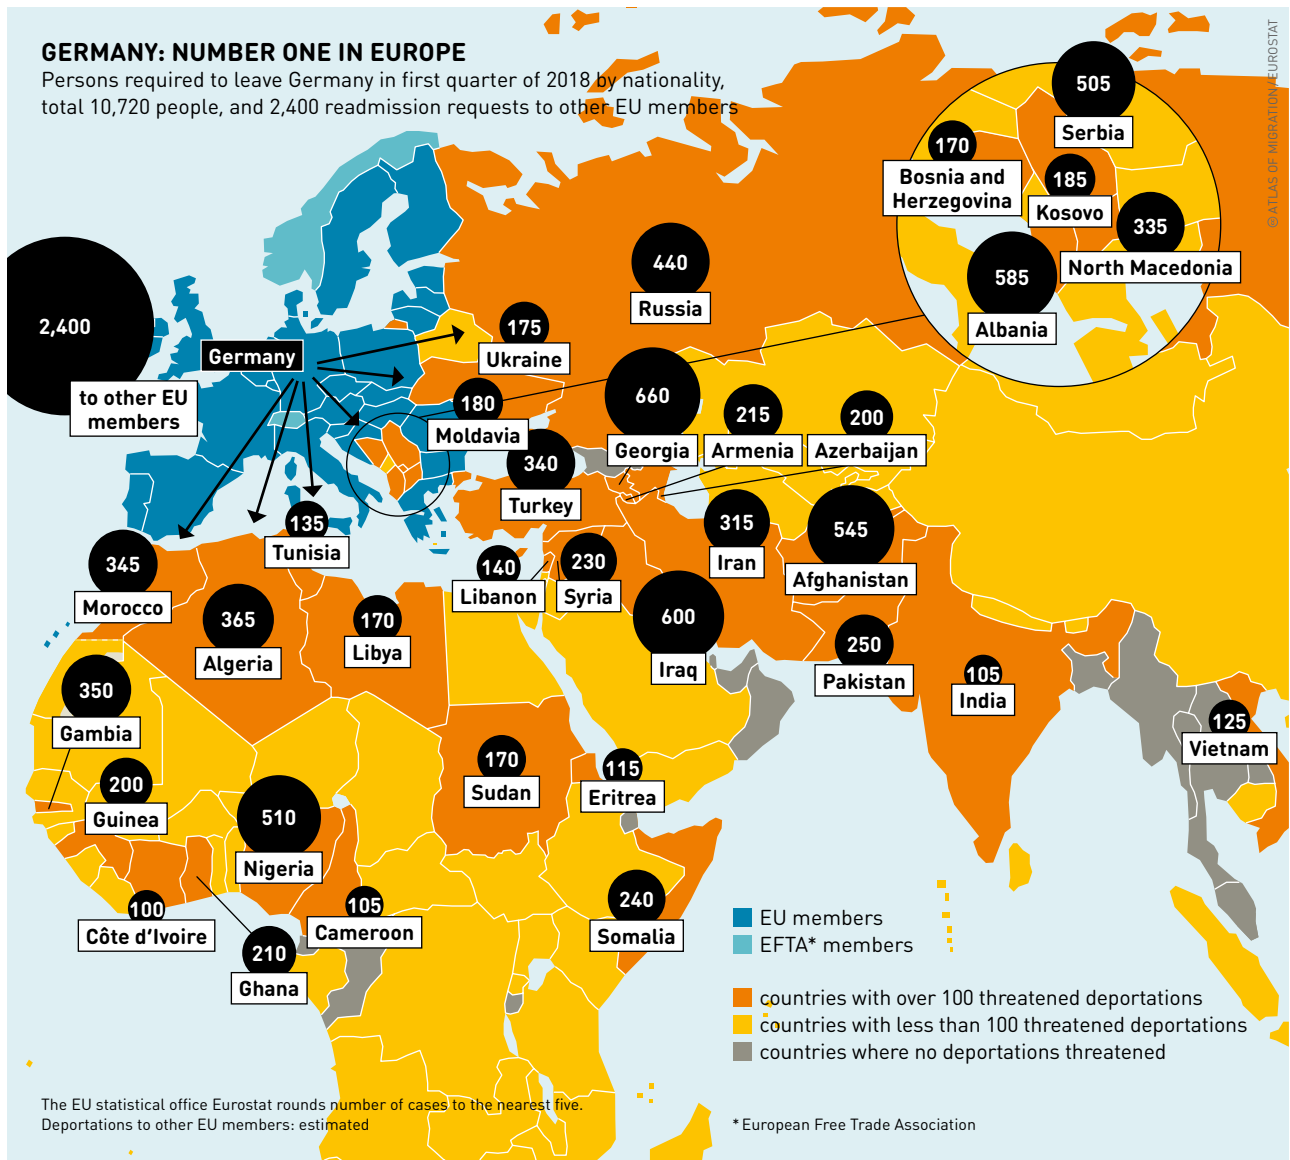 GERMANY: NUMBER ONE IN EUROPE
Persons required to leave Germany in first quarter of 2018 by nationality,
total 10,720 people, and 2,400 readmission requests to other EU members
© ATLAS OF MIGRATION/EUROSTAT
505
Serbia
170
Bosnia and
Herzegovina
185
Kosovo
335
North Macedonia
585
Albania
440
Russia
2,400
to other EU
members
Germany
175
Ukraine
180
Moldavia
660
Georgia
215
Armenia
200
Azerbaijan
340
Turkey
135
Tunisia
315
Iran
545
Afghanistan
345
Morocco
140
Libanon
230
Syria
365
Algeria
170
Libya
600
Iraq
250
Pakistan
105
India
350
Gambia
125
Vietnam
200
Guinea
170
Sudan
115
Eritrea
510
Nigeria
100
Côte d’Ivoire
105
Cameroon
240
Somalia
210
Ghana
EU members
EFTA* members
countries with over 100 threatened deportations
countries with less than 100 threatened deportations
countries where no deportations threatened
The EU statistical office Eurostat rounds number of cases to the nearest five.
Deportations to other EU members: estimated
* European Free Trade Association